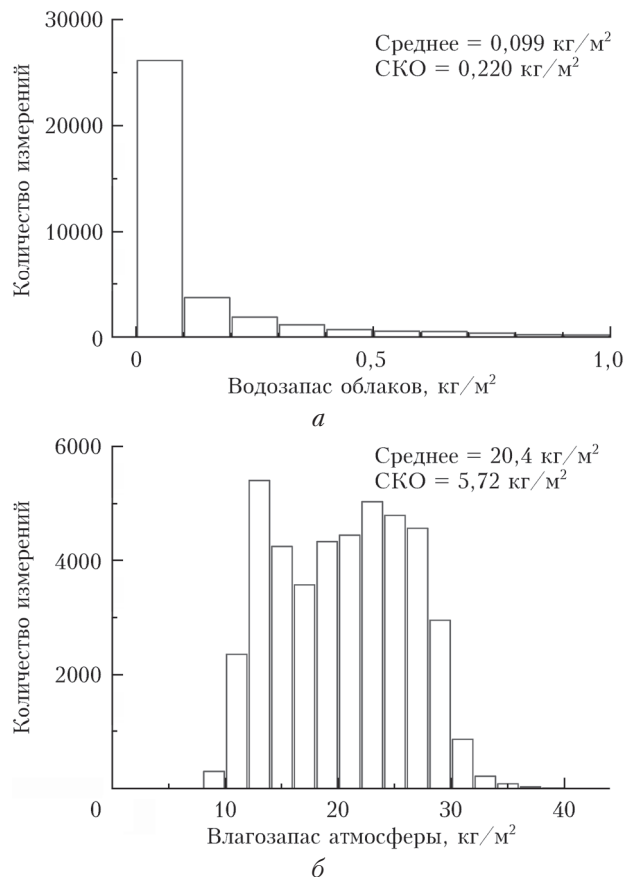 30000
20000
10000
0
Количество измерений
Среднее = 0,099 кг/м²
СКО = 0,220 кг/м²
0 0,5 1,0
Водозапас облаков, кг/м²
а
6000
4000
2000
Количество измерений
Среднее = 20,4 кг/м²
СКО = 5,72 кг/м²
0 10 20 30 40
Влагозапас атмосферы, кг/м²
б